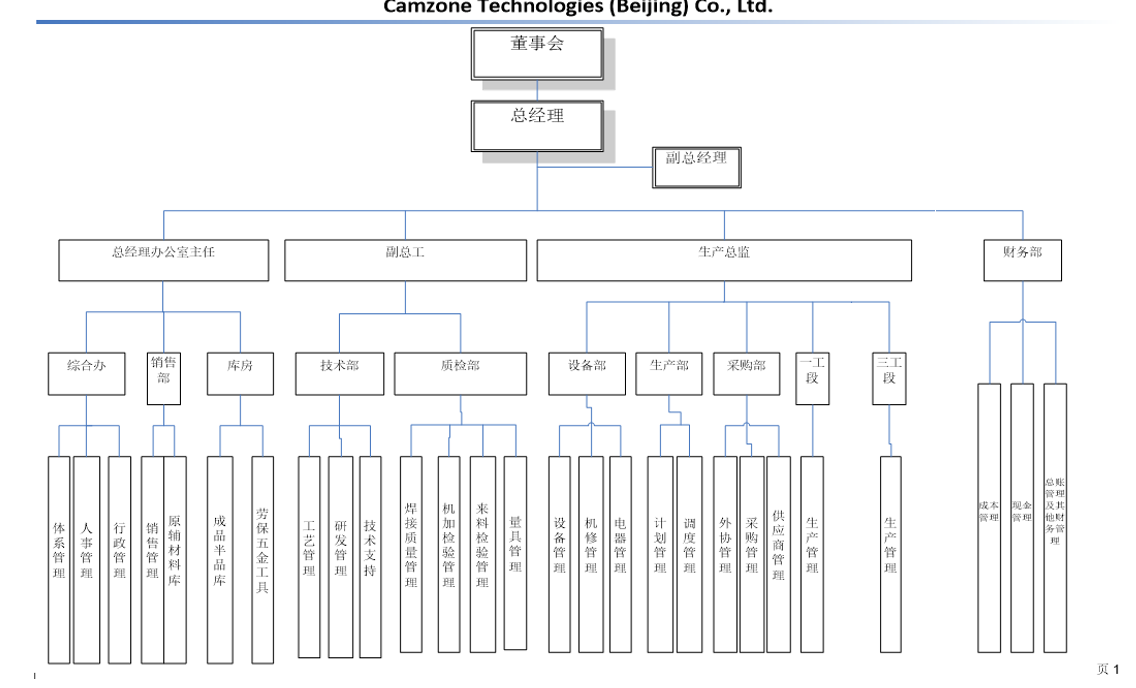 Camzone Technologies (Beijing) Co., Ltd.
董事会
总经理
副总经理
总经理办公室主任
副总工
生产总监
财务部
综合办
销售部
库房
技术部
质检部
设备部
生产部
采购部
一工段
三工段
体系管理
人事管理
行政管理
销售管理
原辅材料库
成品半品库
劳保五金工具
工艺管理
研发管理
技术支持
焊接质量管理
机加检验管理
来料检验管理
量具管理
设备管理
机修管理
电器管理
计划管理
调度管理
外协管理
采购管理
供应商管理
生产管理
生产管理
成本管理
现金管理
总账管理及其他财务管理
页 1